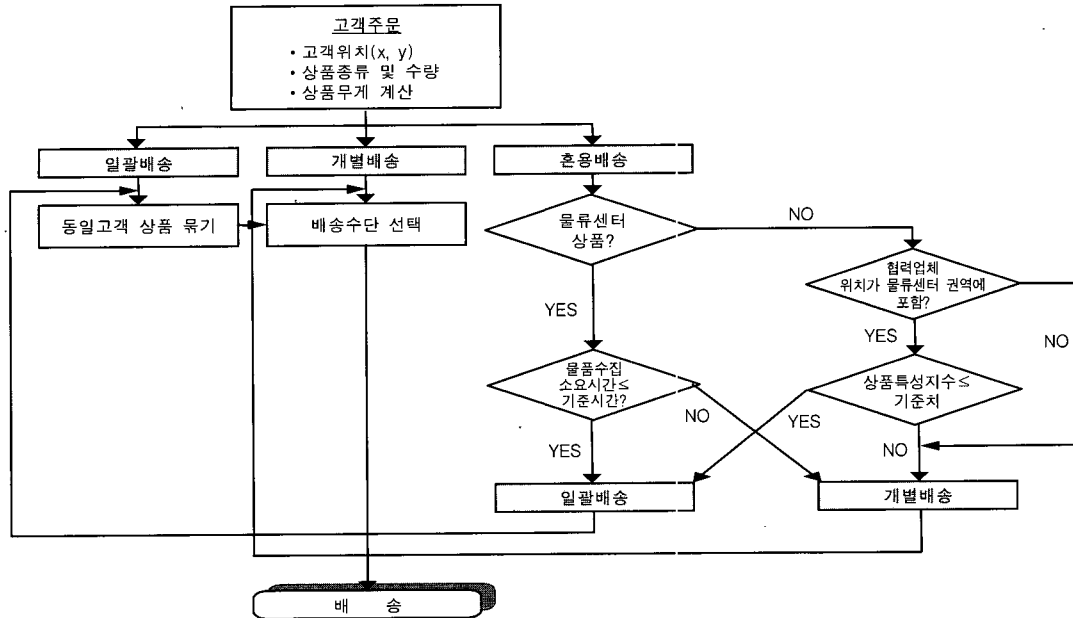 고객주문
• 고객위치(x, y)
• 상품종류 및 수량
• 상품무게 계산
일괄배송
개별배송
혼용배송
동일고객 상품 묶기
배송수단 선택
물류센터
상품?
NO
협력업체
위치가 물류센터 권역에
포함?
YES
YES
NO
물품수집
소요시간≤
기준시간?
상품특성지수≤
기준치
NO
YES
YES
NO
일괄배송
개별배송
배 송